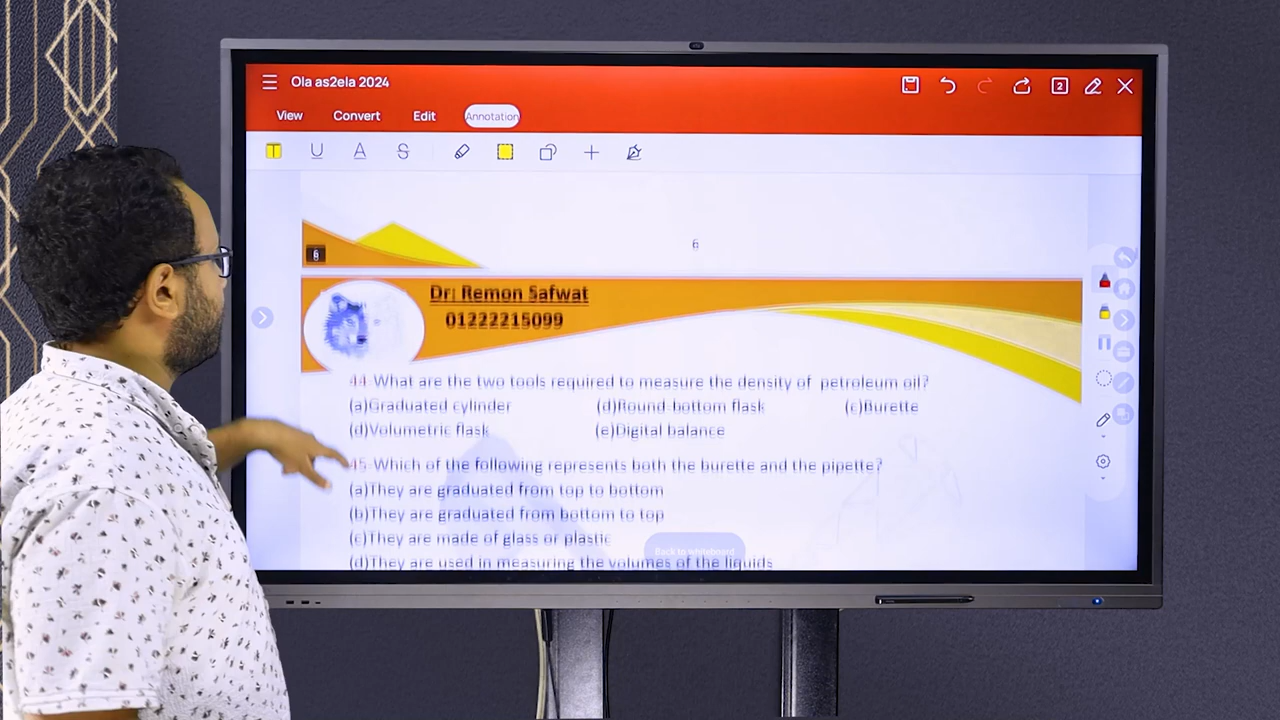 Ola as2ela 2024
2
View Convert Edit Annotation
T U A S
6
6
Dr: Remon Safwat
01222215099
44-What are the two tools required to measure the density of petroleum oil?
(a)Graduated cylinder (d)Round-bottom flask (c)Burette
(d)Volumetric flask (e)Digital balance
45-Which of the following represents both the burette and the pipette?
(a)They are graduated from top to bottom
(b)They are graduated from bottom to top
(c)They are made of glass or plastic
Back to whiteboard
(d)They are used in measuring the volumes of the liquids